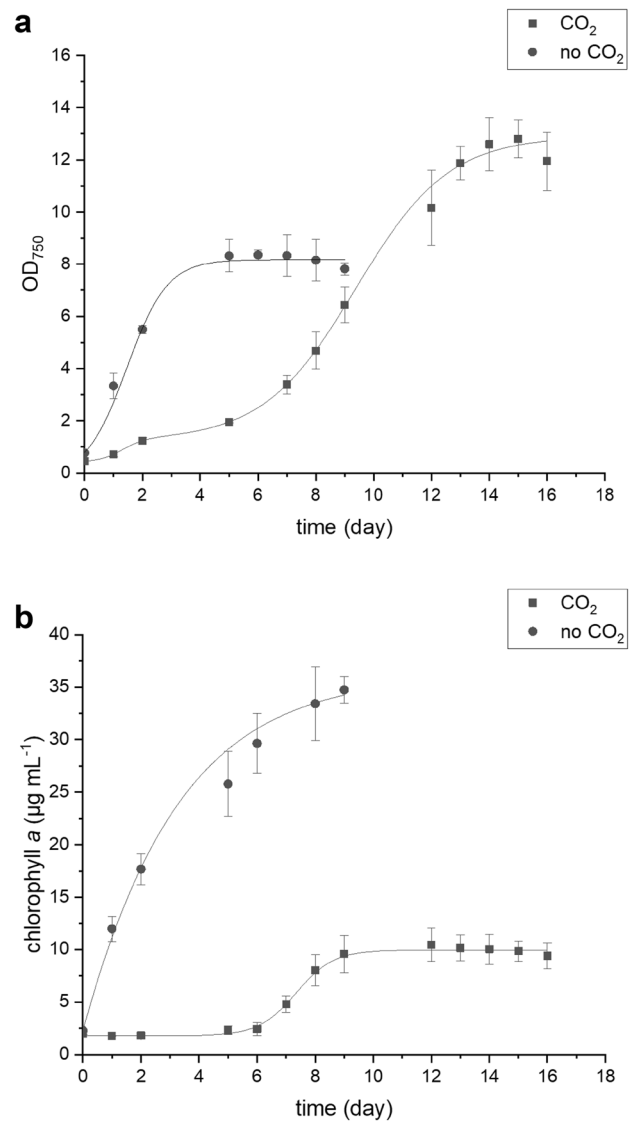 a
CO₂
no CO₂
16
14
12
10
8
6
4
2
0
OD₇₅₀
0 2 4 6 8 10 12 14 16 18
time (day)
b
CO₂
no CO₂
40
35
30
25
20
15
10
5
0
chlorophyll a (µg mL⁻¹)
0 2 4 6 8 10 12 14 16 18
time (day)